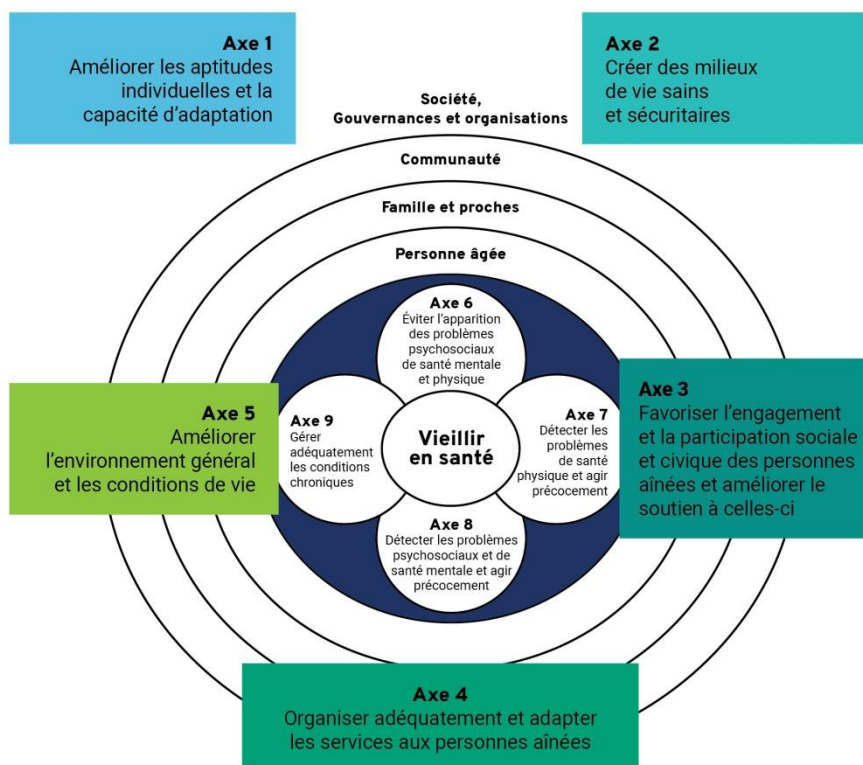 Axe 1
Améliorer les aptitudes
individuelles et la
capacité d'adaptation
Axe 2
Créer des milieux
de vie sains
et sécuritaires
Société,
Gouvernances et organisations
Communauté
Famille et proches
Personne âgée
Axe 6
Éviter l'apparition
des problèmes
psychosociaux
de santé mentale
et physique
Axe 5
Améliorer
l'environnement général
et les conditions de vie
Axe 9
Gérer
adéquatement
les conditions
chroniques
Vieillir
en santé
Axe 7
Détecter les
problèmes
de santé
physique et agir
précocement
Axe 3
Favoriser l'engagement
et la participation sociale
et civique des personnes
aînées et améliorer le
soutien à celles-ci
Axe 8
Détecter les problèmes
psychosociaux et de
santé mentale et agir
précocement
Axe 4
Organiser adéquatement et adapter
les services aux personnes aînées